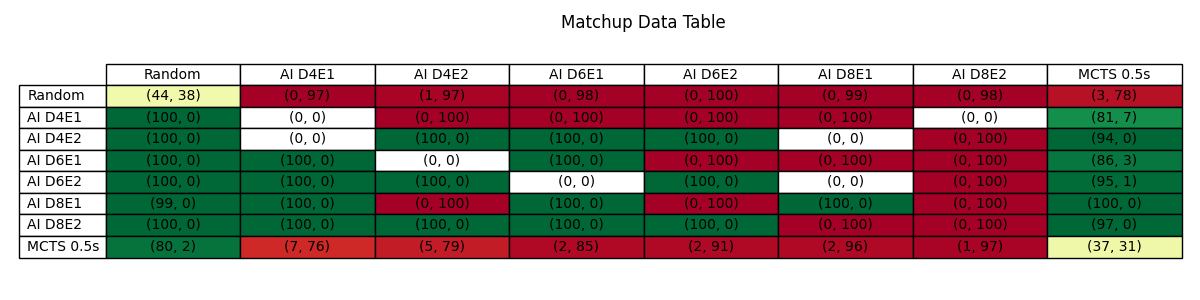 Matchup Data Table
Random AI D4E1 AI D4E2 AI D6E1 AI D6E2 AI D8E1 AI D8E2 MCTS 0.5s
Random (44, 38) (0, 97) (1, 97) (0, 98) (0, 100) (0, 99) (0, 98) (3, 78)
AI D4E1 (100, 0) (0, 0) (0, 100) (0, 100) (0, 100) (0, 100) (0, 0) (81, 7)
AI D4E2 (100, 0) (0, 0) (100, 0) (100, 0) (100, 0) (0, 0) (0, 100) (94, 0)
AI D6E1 (100, 0) (100, 0) (0, 0) (100, 0) (0, 100) (0, 100) (0, 100) (86, 3)
AI D6E2 (100, 0) (100, 0) (100, 0) (0, 0) (100, 0) (0, 0) (0, 100) (95, 1)
AI D8E1 (99, 0) (100, 0) (0, 100) (100, 0) (0, 100) (100, 0) (0, 100) (100, 0)
AI D8E2 (100, 0) (100, 0) (100, 0) (100, 0) (100, 0) (0, 100) (0, 100) (97, 0)
MCTS 0.5s (80, 2) (7, 76) (5, 79) (2, 85) (2, 91) (2, 96) (1, 97) (37, 31)